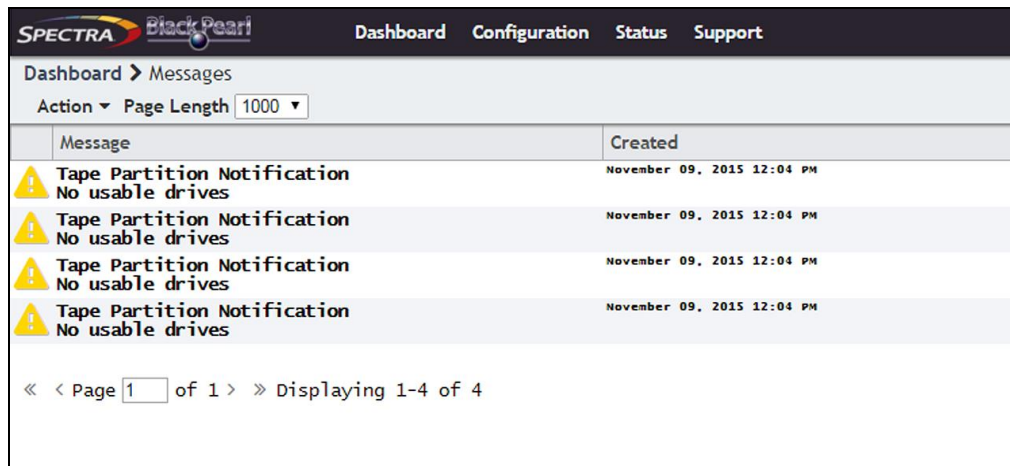 SPECTRA BlackPearl Dashboard Configuration Status Support
Dashboard > Messages
Action Page Length 1000
Message Created
Tape Partition Notification November 09, 2015 12:04 PM
No usable drives
Tape Partition Notification November 09, 2015 12:04 PM
No usable drives
Tape Partition Notification November 09, 2015 12:04 PM
No usable drives
Tape Partition Notification November 09, 2015 12:04 PM
No usable drives
« < Page 1 of 1 > » Displaying 1-4 of 4